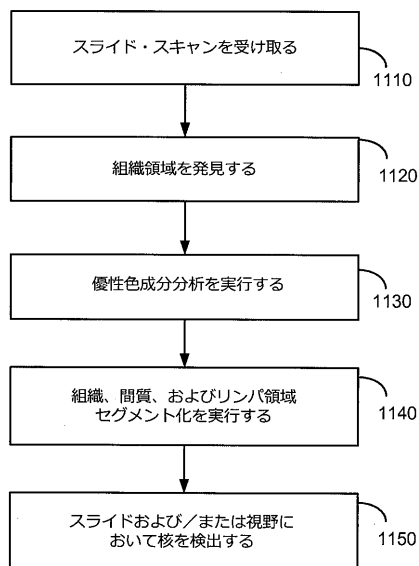 スライド・スキャンを受け取る
1110
組織領域を発見する
1120
優性色成分分析を実行する
1130
組織、間質、およびリンパ領域
セグメント化を実行する
1140
スライドおよび/または視野に
おいて核を検出する
1150